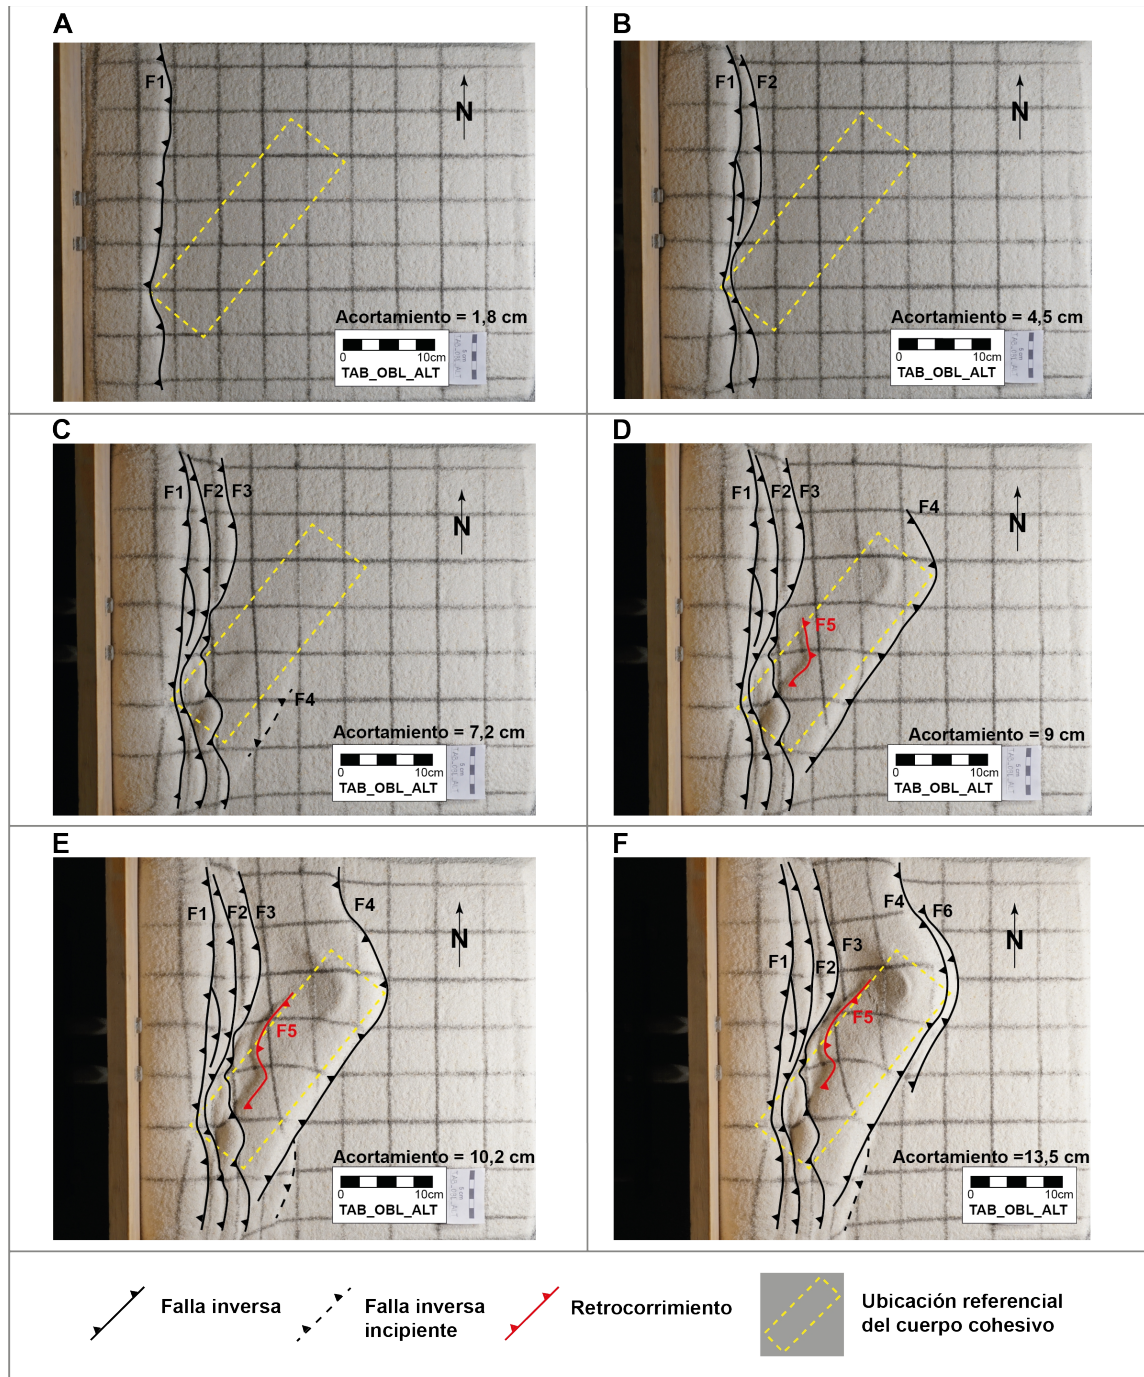 A
F1
N
Acortamiento = 1,8 cm
0 10cm
TAB_OBL_ALT
B
F1 F2
N
Acortamiento = 4,5 cm
0 10cm
TAB_OBL_ALT
C
F1 F2 F3
N
F4
Acortamiento = 7,2 cm
0 10cm
TAB_OBL_ALT
D
F1 F2 F3
F4
N
F5
Acortamiento = 9 cm
0 10cm
TAB_OBL_ALT
E
F1 F2 F3 F4
N
F5
Acortamiento = 10,2 cm
0 10cm
TAB_OBL_ALT
F
F4 F6
N
F3
F1 F2
F5
Acortamiento =13,5 cm
0 10cm
TAB_OBL_ALT
Falla inversa
Falla inversa
incipiente
Retrocorrimiento
Ubicación referencial
del cuerpo cohesivo